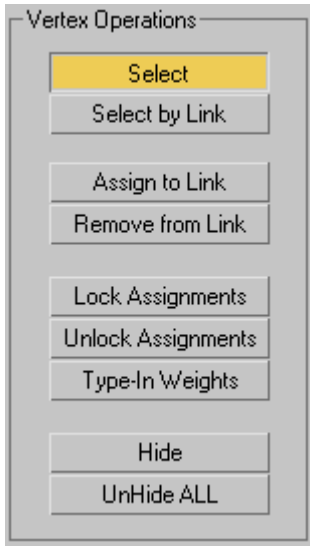 Vertex Operations
Select
Select by Link
Assign to Link
Remove from Link
Lock Assignments
Unlock Assignments
Type-In Weights
Hide
UnHide ALL